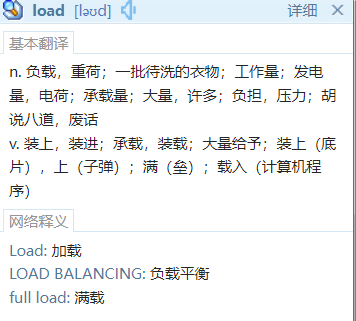 load [ləʊd] 详细
基本翻译
n. 负载，重荷；一批待洗的衣物；工作量；发电
量，电荷；承载量；大量，许多；负担，压力；胡
说八道，废话
v. 装上，装进；承载，装载；大量给予；装上（底
片），上（子弹）；满（垒）；载入（计算机程
序）
网络释义
Load: 加载
LOAD BALANCING: 负载平衡
full load: 满载